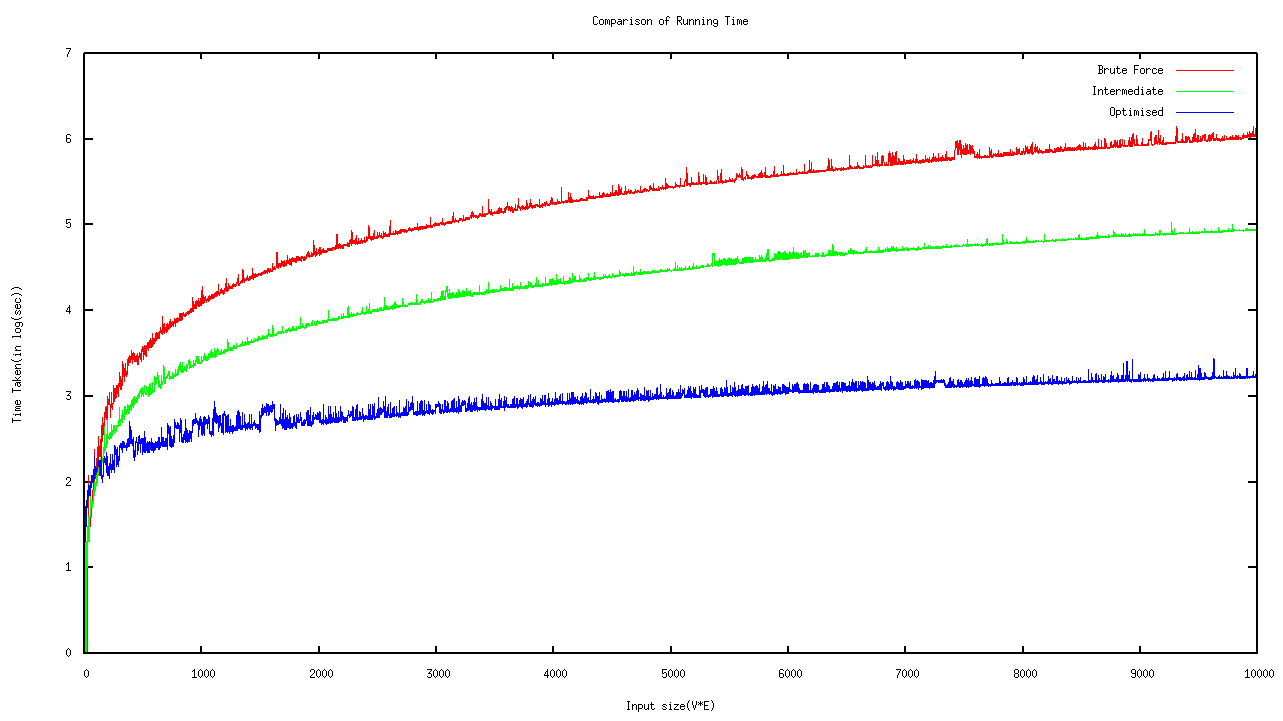 Comparison of Running Time
7
6
5
4
3
2
1
0
Time Taken(in log(sec))
Brute Force
Intermediate
Optimised
0 1000 2000 3000 4000 5000 6000 7000 8000 9000 10000
Input size(V*E)